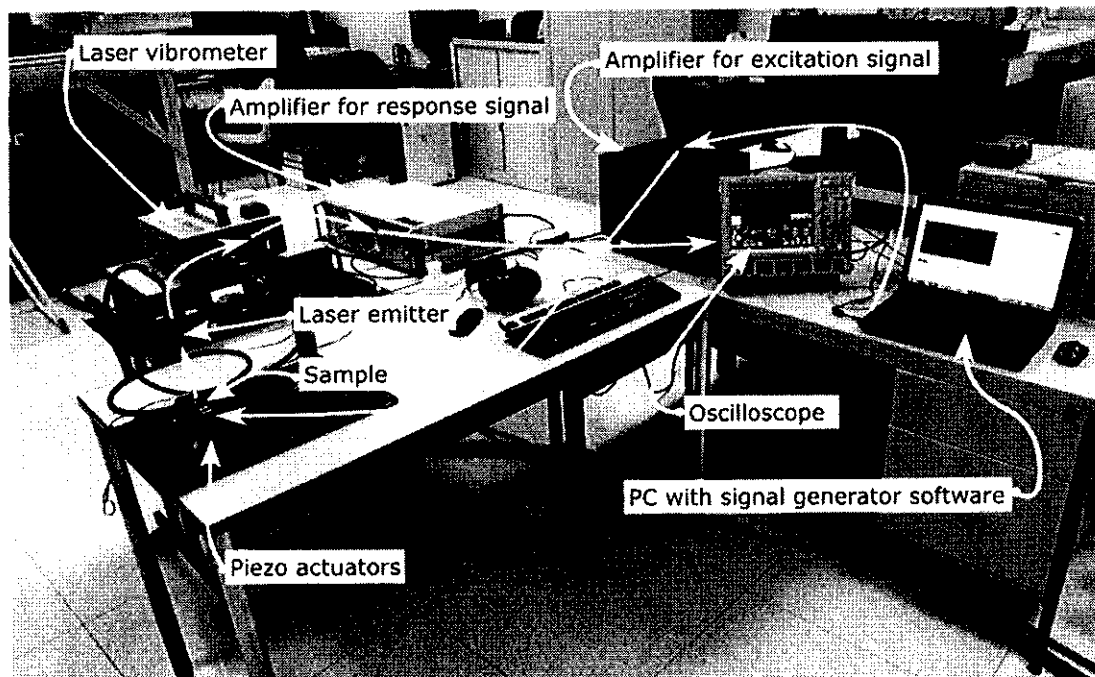 Laser vibrometer
Amplifier for excitation signal
Amplifier for response signal
Laser emitter
Sample
Oscilloscope
PC with signal generator software
Piezo actuators